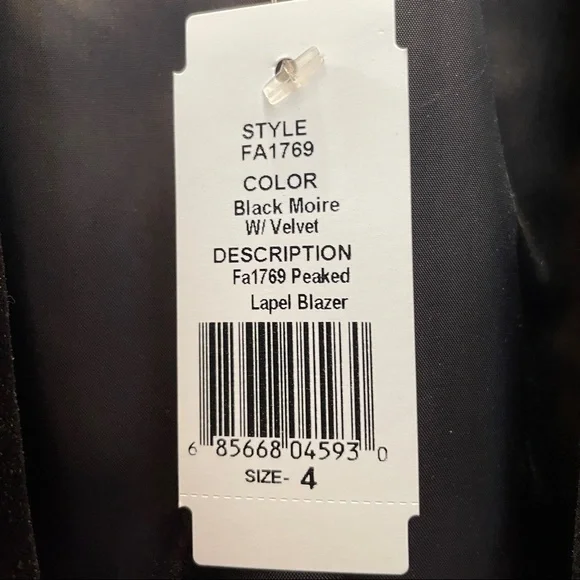 STYLE
FA1769
COLOR
Black Moire
W/ Velvet
DESCRIPTION
Fa1769 Peaked
Lapel Blazer
6 85668 04593 0
SIZE- 4